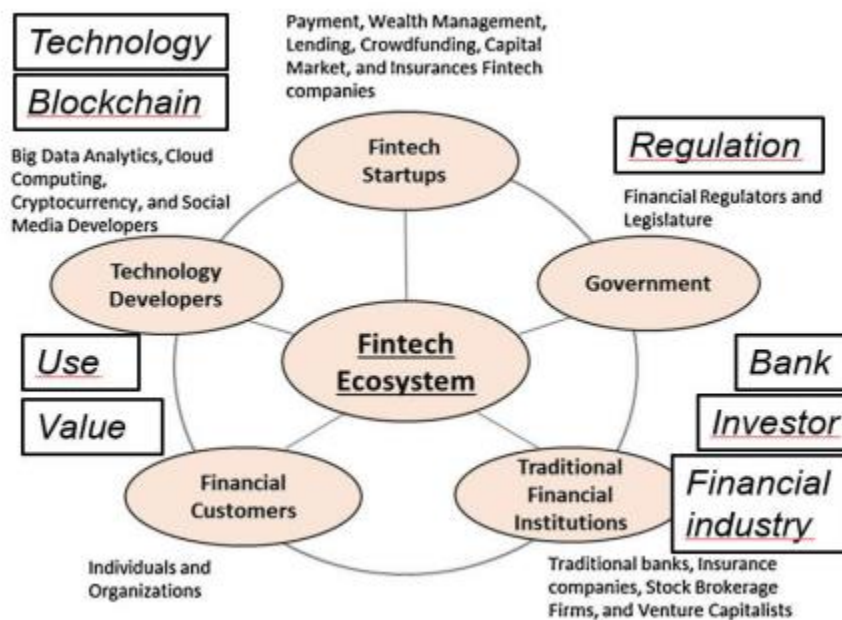 Technology
Blockchain
Payment, Wealth Management,
Lending, Crowdfunding, Capital
Market, and Insurances Fintech
companies
Big Data Analytics, Cloud
Computing,
Cryptocurrency, and Social
Media Developers
Fintech
Startups
Regulation
Financial Regulators and
Legislature
Technology
Developers
Government
Fintech
Ecosystem
Use
Value
Bank
Investor
Financial
industry
Financial
Customers
Traditional
Financial
Institutions
Individuals and
Organizations
Traditional banks, Insurance
companies, Stock Brokerage
Firms, and Venture Capitalists